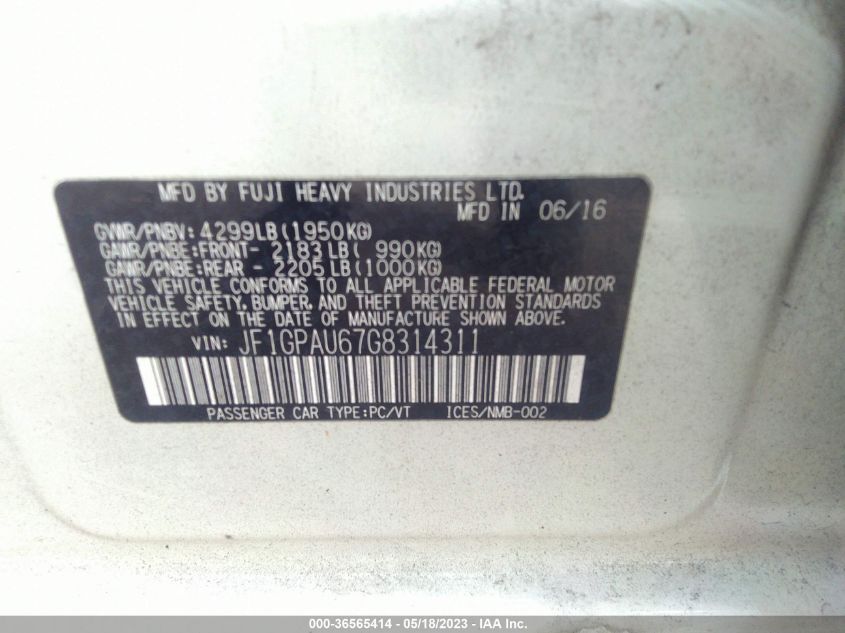 MFD BY FUJI HEAVY INDUSTRIES LTD.
MFD IN 06/16
GVWR/PNBV: 4299LB(1950KG)
GAWR/PNBE:FRONT- 2183LB( 990KG)
GAWR/PNBE:REAR - 2205LB(1000KG)
THIS VEHICLE CONFORMS TO ALL APPLICABLE FEDERAL MOTOR
VEHICLE SAFETY, BUMPER, AND THEFT PREVENTION STANDARDS
IN EFFECT ON THE DATE OF MANUFACTURE SHOWN ABOVE.
VIN: JF1GPAU67G8314311
PASSENGER CAR TYPE:PC/VT ICES/NMB-002
000-36565414 - 05/18/2023 - IAA Inc.